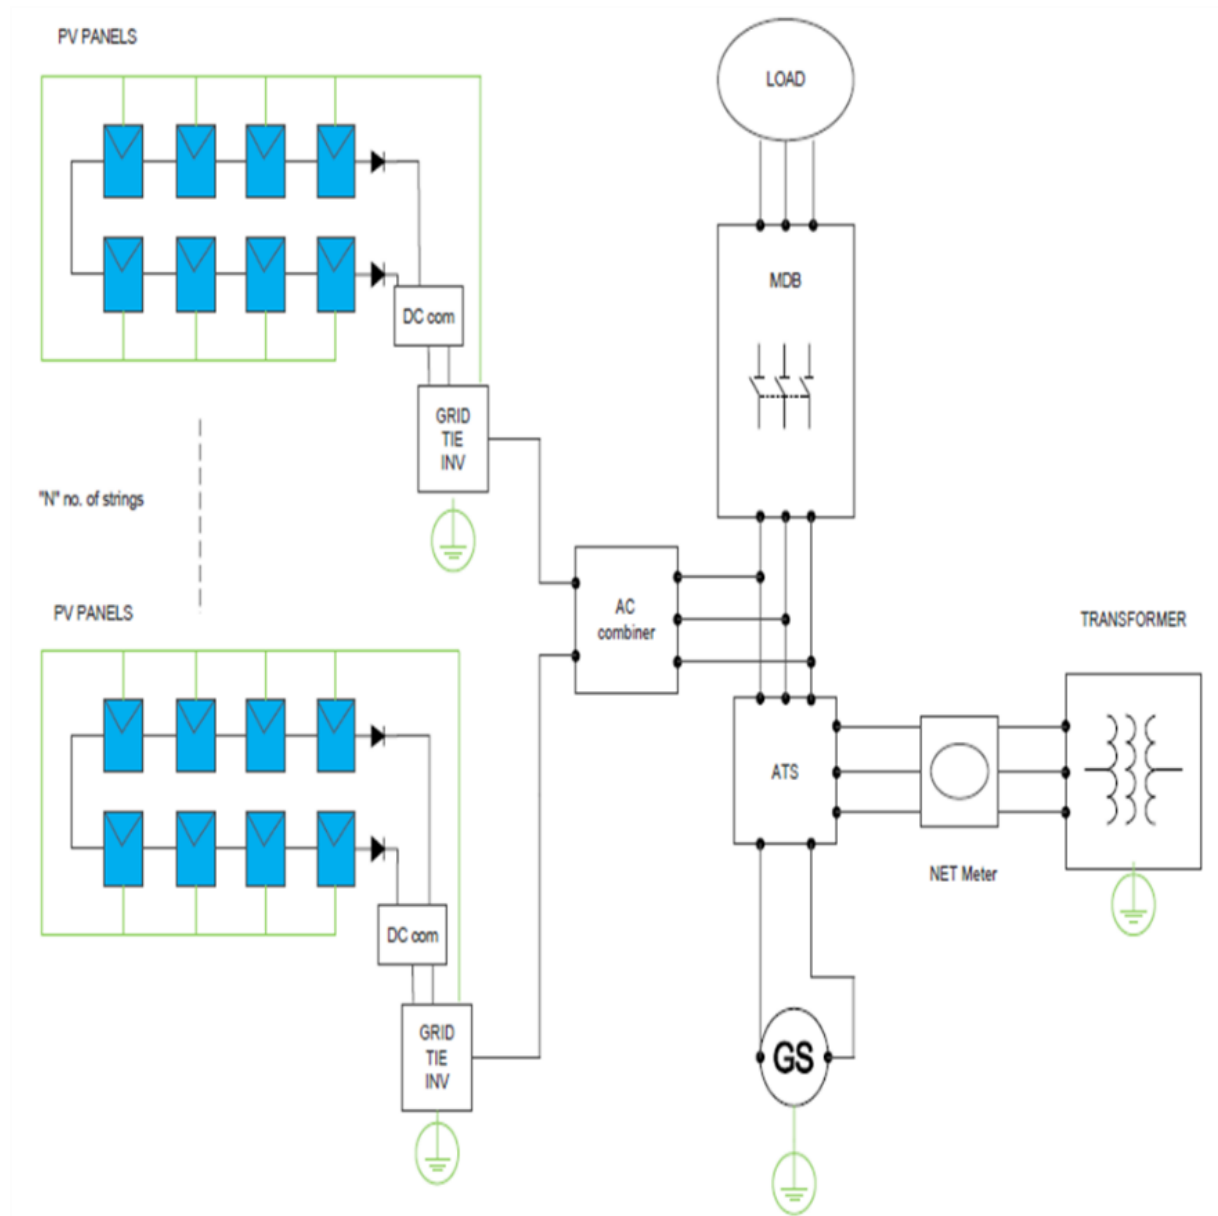 PV PANELS
LOAD
MDB
DC com
GRID
TIE
INV
"N" no. of strings
AC
combiner
PV PANELS
TRANSFORMER
ATS
NET Meter
DC com
GRID
TIE
INV
GS